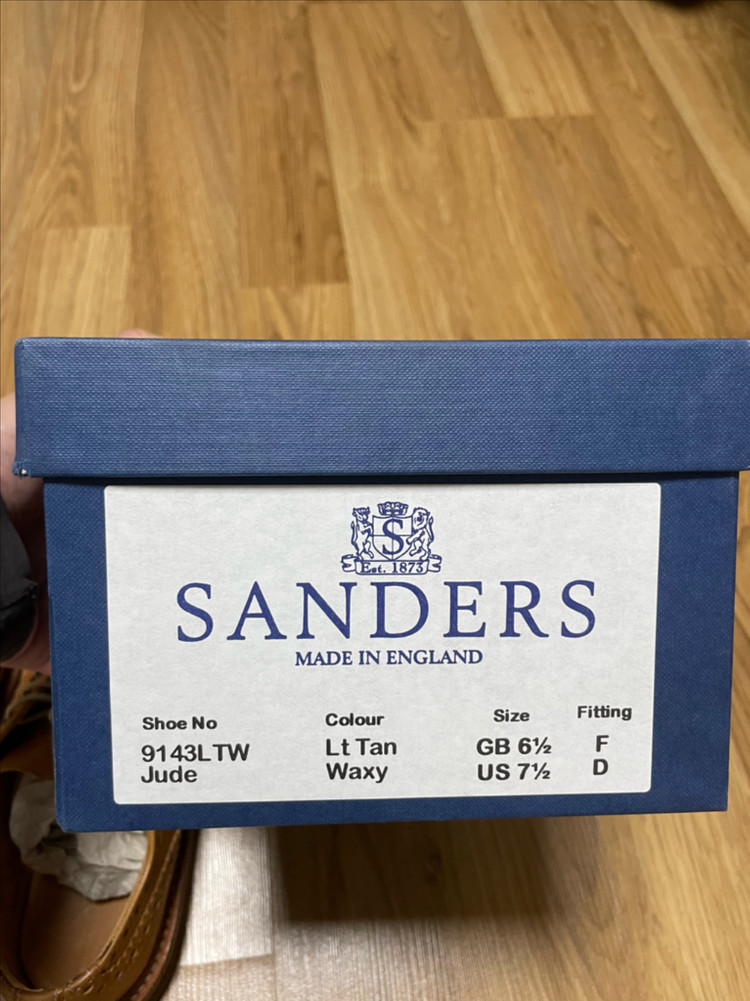 S
Est. 1873
SANDERS
MADE IN ENGLAND
Shoe No Colour Size Fitting
9143LTW Lt Tan GB 6½ F
Jude Waxy US 7½ D